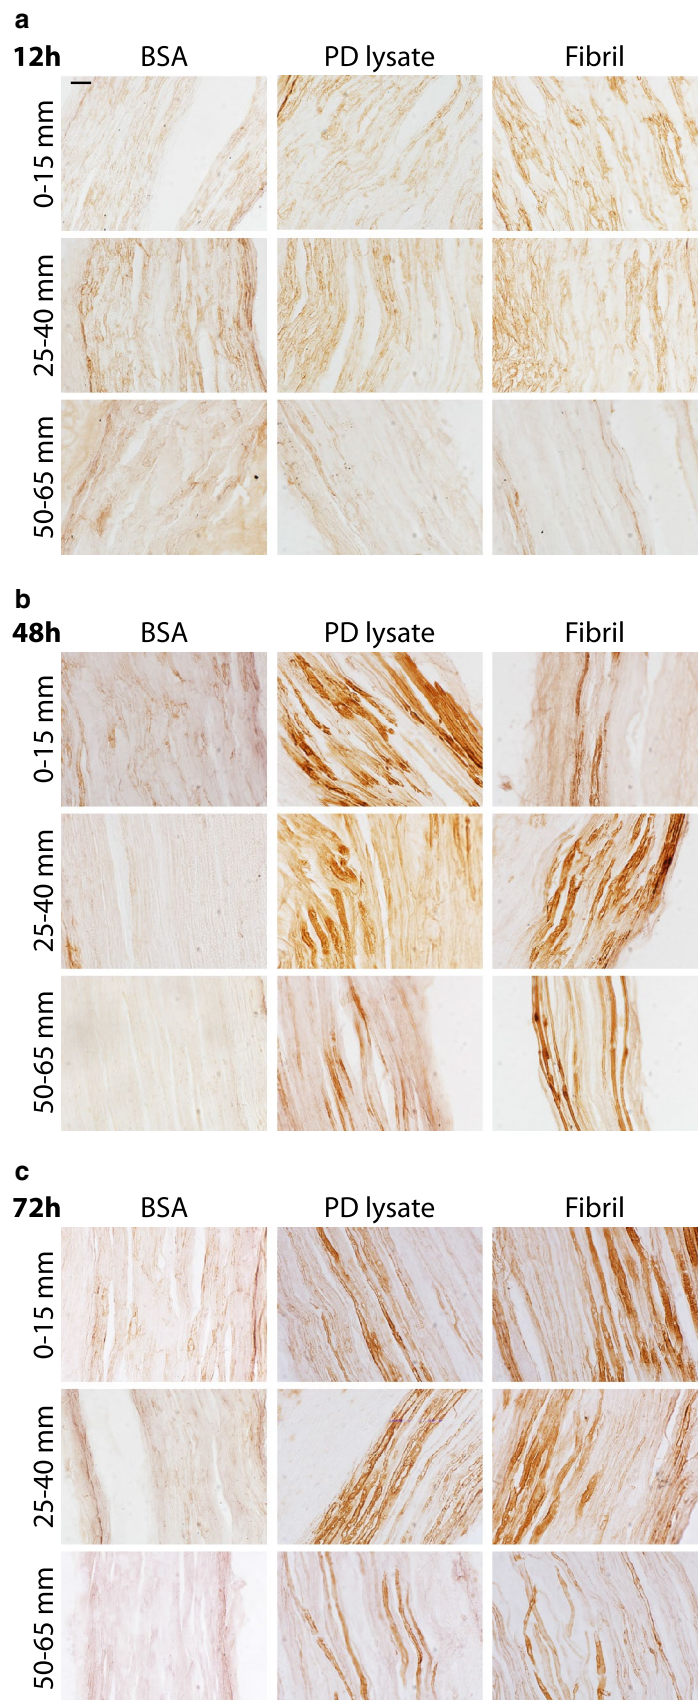 a
12h BSA PD lysate Fibril
0-15 mm
25-40 mm
50-65 mm
b
48h BSA PD lysate Fibril
0-15 mm
25-40 mm
50-65 mm
c
72h BSA PD lysate Fibril
0-15 mm
25-40 mm
50-65 mm